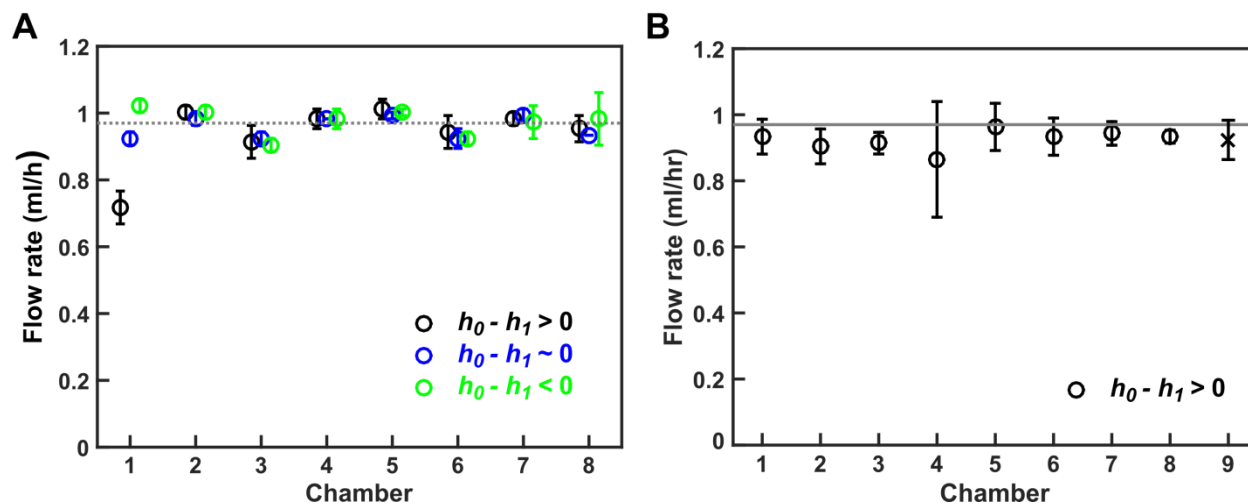 A
Flow rate (ml/h)
1.2
1
0.8
0.6
0.4
0.2
0
h0 - h1 > 0
h0 - h1 ~ 0
h0 - h1 < 0
1 2 3 4 5 6 7 8
Chamber
B
Flow rate (ml/hr)
1.2
1
0.8
0.6
0.4
0.2
0
h0 - h1 > 0
1 2 3 4 5 6 7 8 9
Chamber